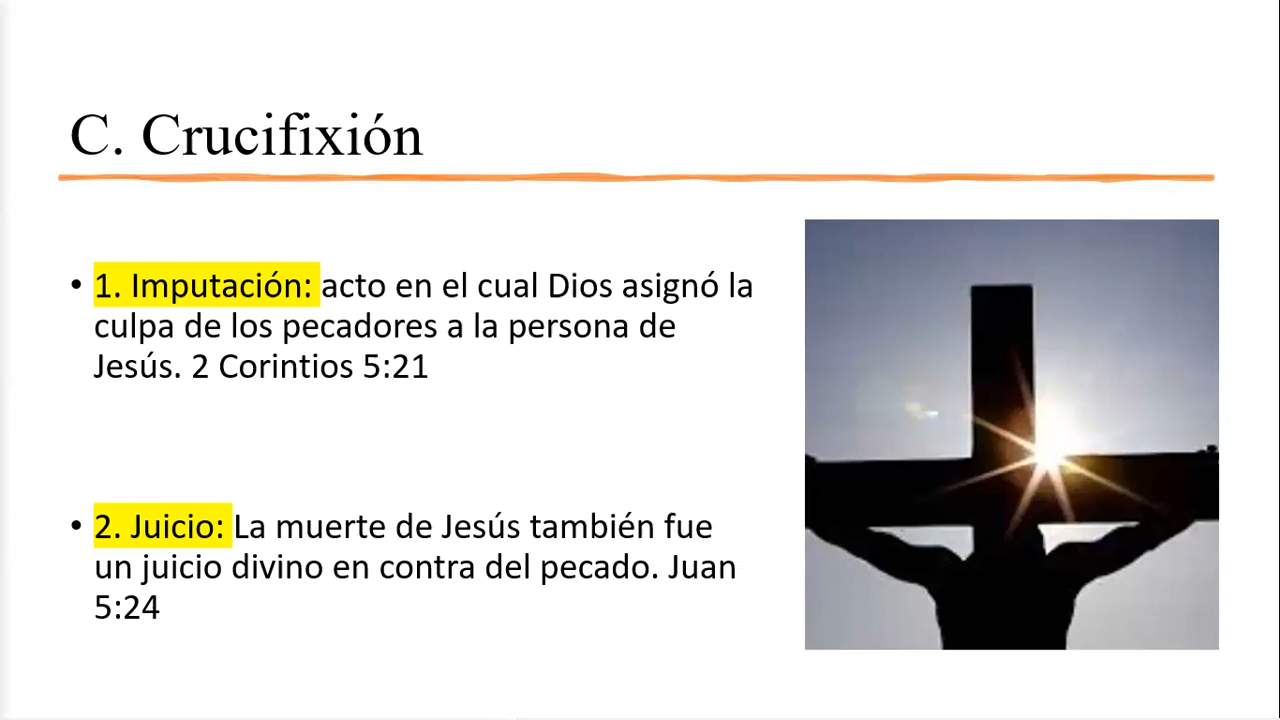 C. Crucifixión
• 1. Imputación: acto en el cual Dios asignó la
culpa de los pecadores a la persona de
Jesús. 2 Corintios 5:21
• 2. Juicio: La muerte de Jesús también fue
un juicio divino en contra del pecado. Juan
5:24